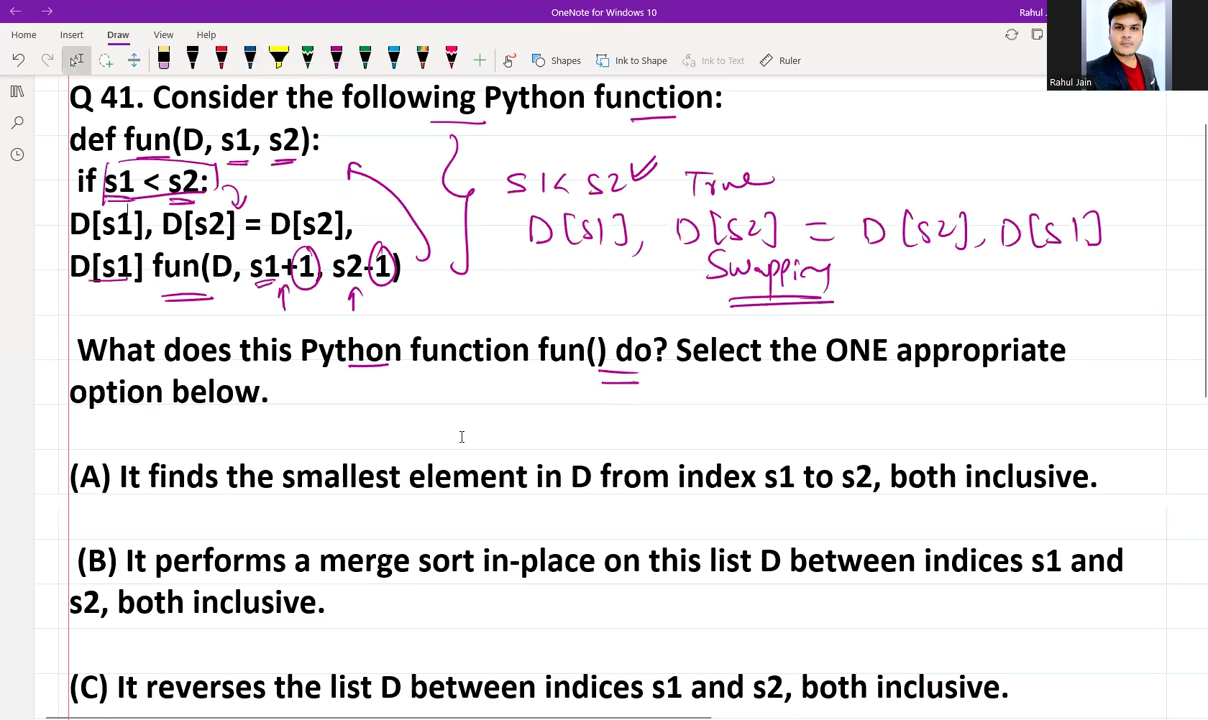 OneNote for Windows 10
Rahul J
Home Insert Draw View Help
Shapes Ink to Shape Ink to Text Ruler
Rahul Jain
Q 41. Consider the following Python function:
def fun(D, s1, s2):
if s1 < s2:
D[s1], D[s2] = D[s2],
D[s1] fun(D, s1+1, s2-1)
s1 < s2 True
D[s1], D[s2] = D[s2], D[s1]
Swapping
What does this Python function fun() do? Select the ONE appropriate
option below.
(A) It finds the smallest element in D from index s1 to s2, both inclusive.
(B) It performs a merge sort in-place on this list D between indices s1 and
s2, both inclusive.
(C) It reverses the list D between indices s1 and s2, both inclusive.